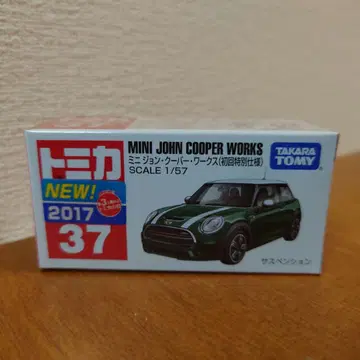 トミカ
NEW!
2017
37
MINI JOHN COOPER WORKS
ミニ ジョン・クーパー・ワークス(初回特別仕様)
SCALE 1/57
TAKARA
TOMY
サスペンション